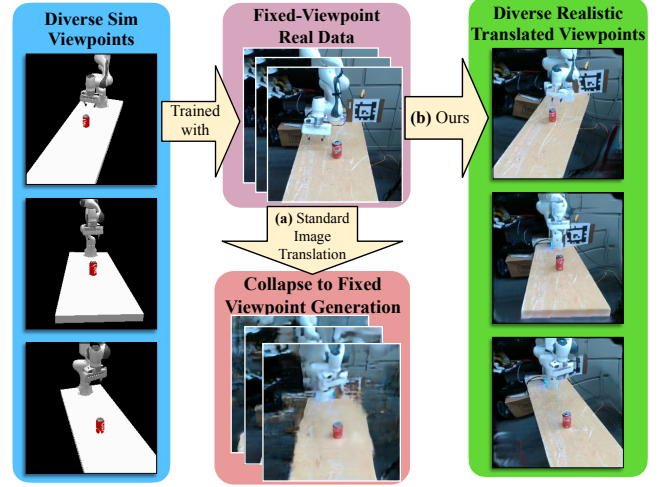 Diverse Sim
Viewpoints
Fixed-Viewpoint
Real Data
Diverse Realistic
Translated Viewpoints
Trained
with
(b) Ours
(a) Standard
Image
Translation
Collapse to Fixed
Viewpoint Generation